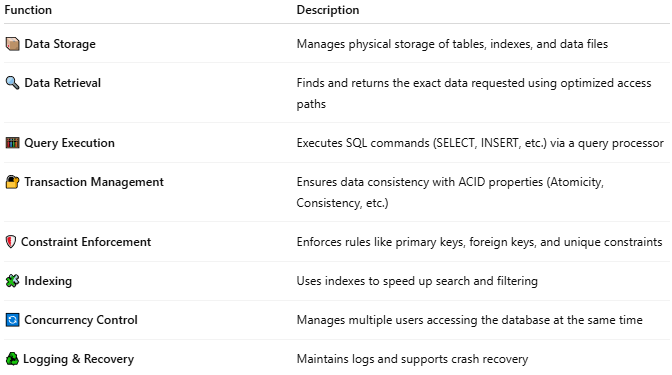 Function Description
Data Storage Manages physical storage of tables, indexes, and data files
Data Retrieval Finds and returns the exact data requested using optimized access
paths
Query Execution Executes SQL commands (SELECT, INSERT, etc.) via a query processor
Transaction Management Ensures data consistency with ACID properties (Atomicity,
Consistency, etc.)
Constraint Enforcement Enforces rules like primary keys, foreign keys, and unique constraints
Indexing Uses indexes to speed up search and filtering
Concurrency Control Manages multiple users accessing the database at the same time
Logging & Recovery Maintains logs and supports crash recovery